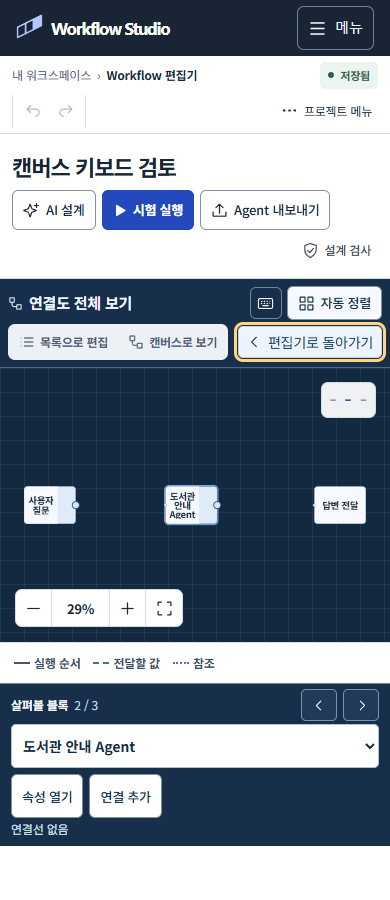 Workflow Studio
메뉴
내 워크스페이스 › Workflow 편집기
저장됨
프로젝트 메뉴
캔버스 키보드 검토
AI 설계
시험 실행
Agent 내보내기
설계 검사
연결도 전체 보기
자동 정렬
목록으로 편집
캔버스로 보기
편집기로 돌아가기
사용자
질문
도서관
안내
Agent
답변 전달
29%
실행 순서
전달할 값
참조
살펴볼 블록 2 / 3
도서관 안내 Agent
속성 열기
연결 추가
연결선 없음